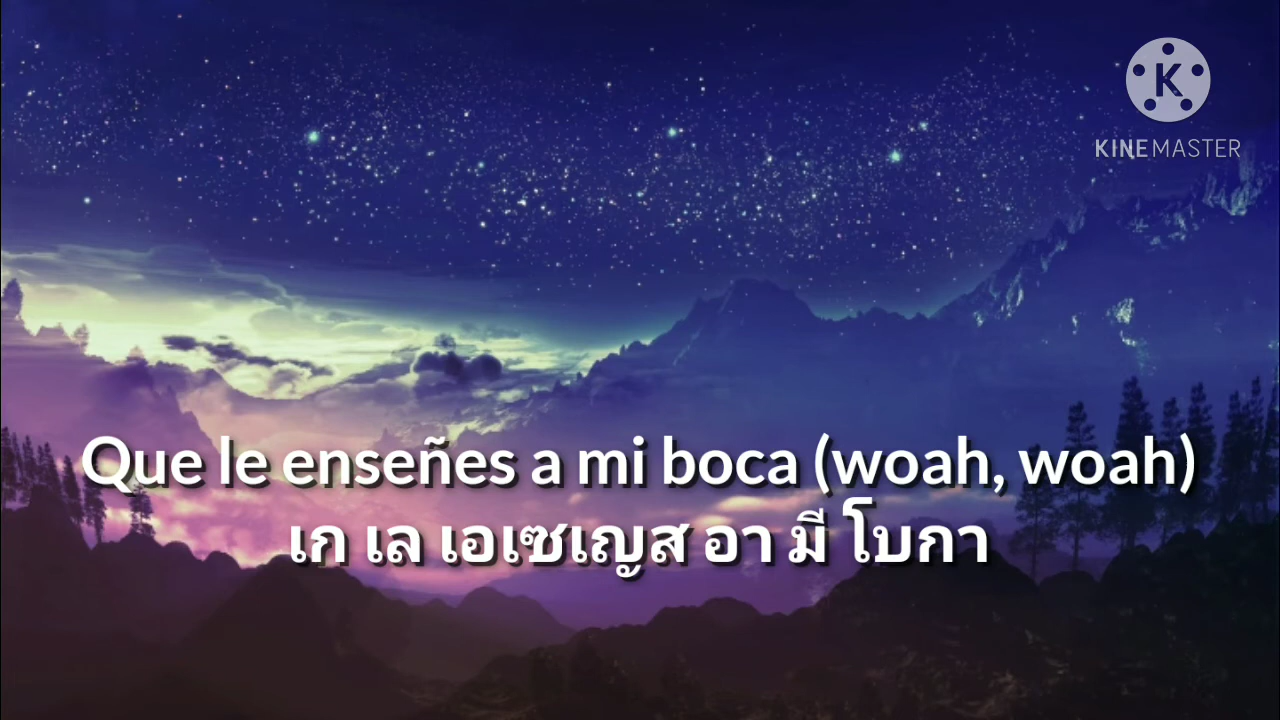 K
KINEMASTER
Que le enseñes a mi boca (woah, woah)
เก เล เอเซเญส อา มี โบกา